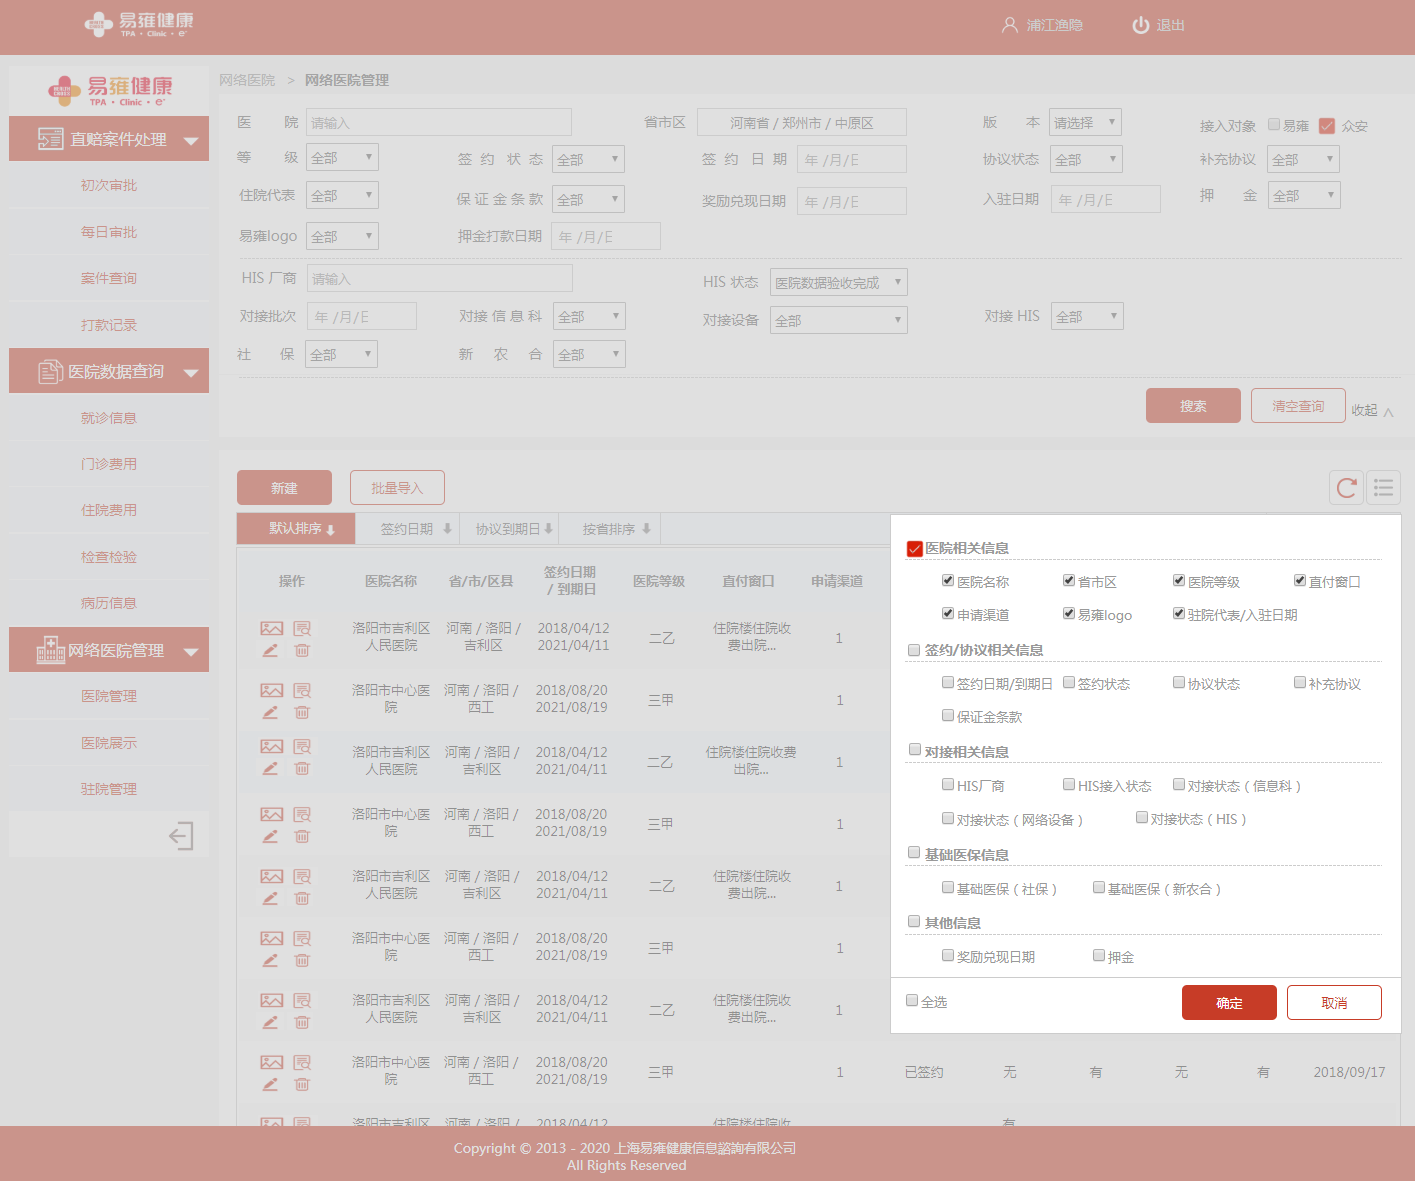 易雍健康
TPA · Clinic · e⁺
浦江渔隐
退出
易雍健康
TPA · Clinic · e⁺
直赔案件处理
初次审批
每日审批
案件查询
打款记录
医院数据查询
就诊信息
门诊费用
住院费用
检查检验
病历信息
网络医院管理
医院管理
医院展示
驻院管理
网络医院 > 网络医院管理
医 院 请输入 省市区 河南省 / 郑州市 / 中原区 版 本 请选择 接入对象 易雍 众安
等 级 全部 签 约 状 态 全部 签 约 日 期 年 /月/E 协议状态 全部 补充协议 全部
住院代表 全部 保 证 金 条 款 全部 奖励兑现日期 年 /月/E 入驻日期 年 /月/E 押 金 全部
易雍logo 全部 押金打款日期 年 /月/E
HIS 厂商 请输入 HIS 状态 医院数据验收完成
对接批次 年 /月/E 对接 信 息 科 全部 对接设备 全部 对接 HIS 全部
社 保 全部 新 农 合 全部
搜索 清空查询 收起
新建 批量导入
默认排序 签约日期 协议到期日 按省排序
操作 医院名称 省/市/区县 签约日期 / 到期日 医院等级 直付窗口 申请渠道
洛阳市吉利区 河南 / 洛阳 / 2018/04/12 二乙 住院楼住院收 1
人民医院 吉利区 2021/04/11 费出院...
洛阳市中心医 河南 / 洛阳 / 2018/08/20 三甲 1
院 西工 2021/08/19
洛阳市吉利区 河南 / 洛阳 / 2018/04/12 二乙 住院楼住院收费 1
人民医院 吉利区 2021/04/11 出院...
洛阳市中心医 河南 / 洛阳 / 2018/08/20 三甲 1
院 西工 2021/08/19
洛阳市吉利区 河南 / 洛阳 / 2018/04/12 二乙 住院楼住院收 1
人民医院 吉利区 2021/04/11 费出院...
洛阳市中心医 河南 / 洛阳 / 2018/08/20 三甲 1
院 西工 2021/08/19
洛阳市吉利区 河南 / 洛阳 / 2018/04/12 二乙 住院楼住院收 1
人民医院 吉利区 2021/04/11 费出院...
洛阳市中心医 河南 / 洛阳 / 2018/08/20 三甲 1 已签约 无 有 无 有 2018/09/17
院 西工 2021/08/19
洛阳市吉利区 河南 / 洛阳 / 2018/04/12 住院楼住院收 有
医院相关信息
医院名称 省市区 医院等级 直付窗口
申请渠道 易雍logo 驻院代表/入驻日期
签约/协议相关信息
签约日期/到期日 签约状态 协议状态 补充协议
保证金条款
对接相关信息
HIS厂商 HIS接入状态 对接状态（信息科）
对接状态（网络设备） 对接状态（HIS）
基础医保信息
基础医保（社保） 基础医保（新农合）
其他信息
奖励兑现日期 押金
全选 确定 取消
Copyright © 2013 - 2020 上海易雍健康信息諮詢有限公司
All Rights Reserved